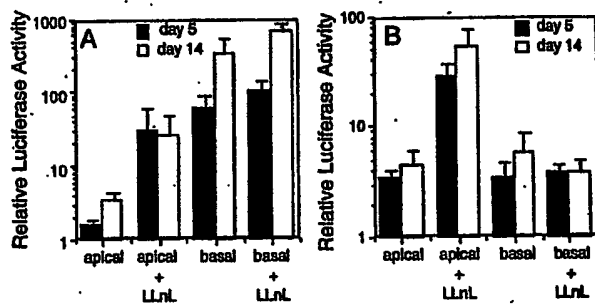 A
day 5
day 14
Relative Luciferase Activity
1000
100
10
1
apical
apical
+
LLnL
basal
basal
+
LLnL
B
day 5
day 14
Relative Luciferase Activity
100
10
1
apical
apical
+
LLnL
basal
basal
+
LLnL